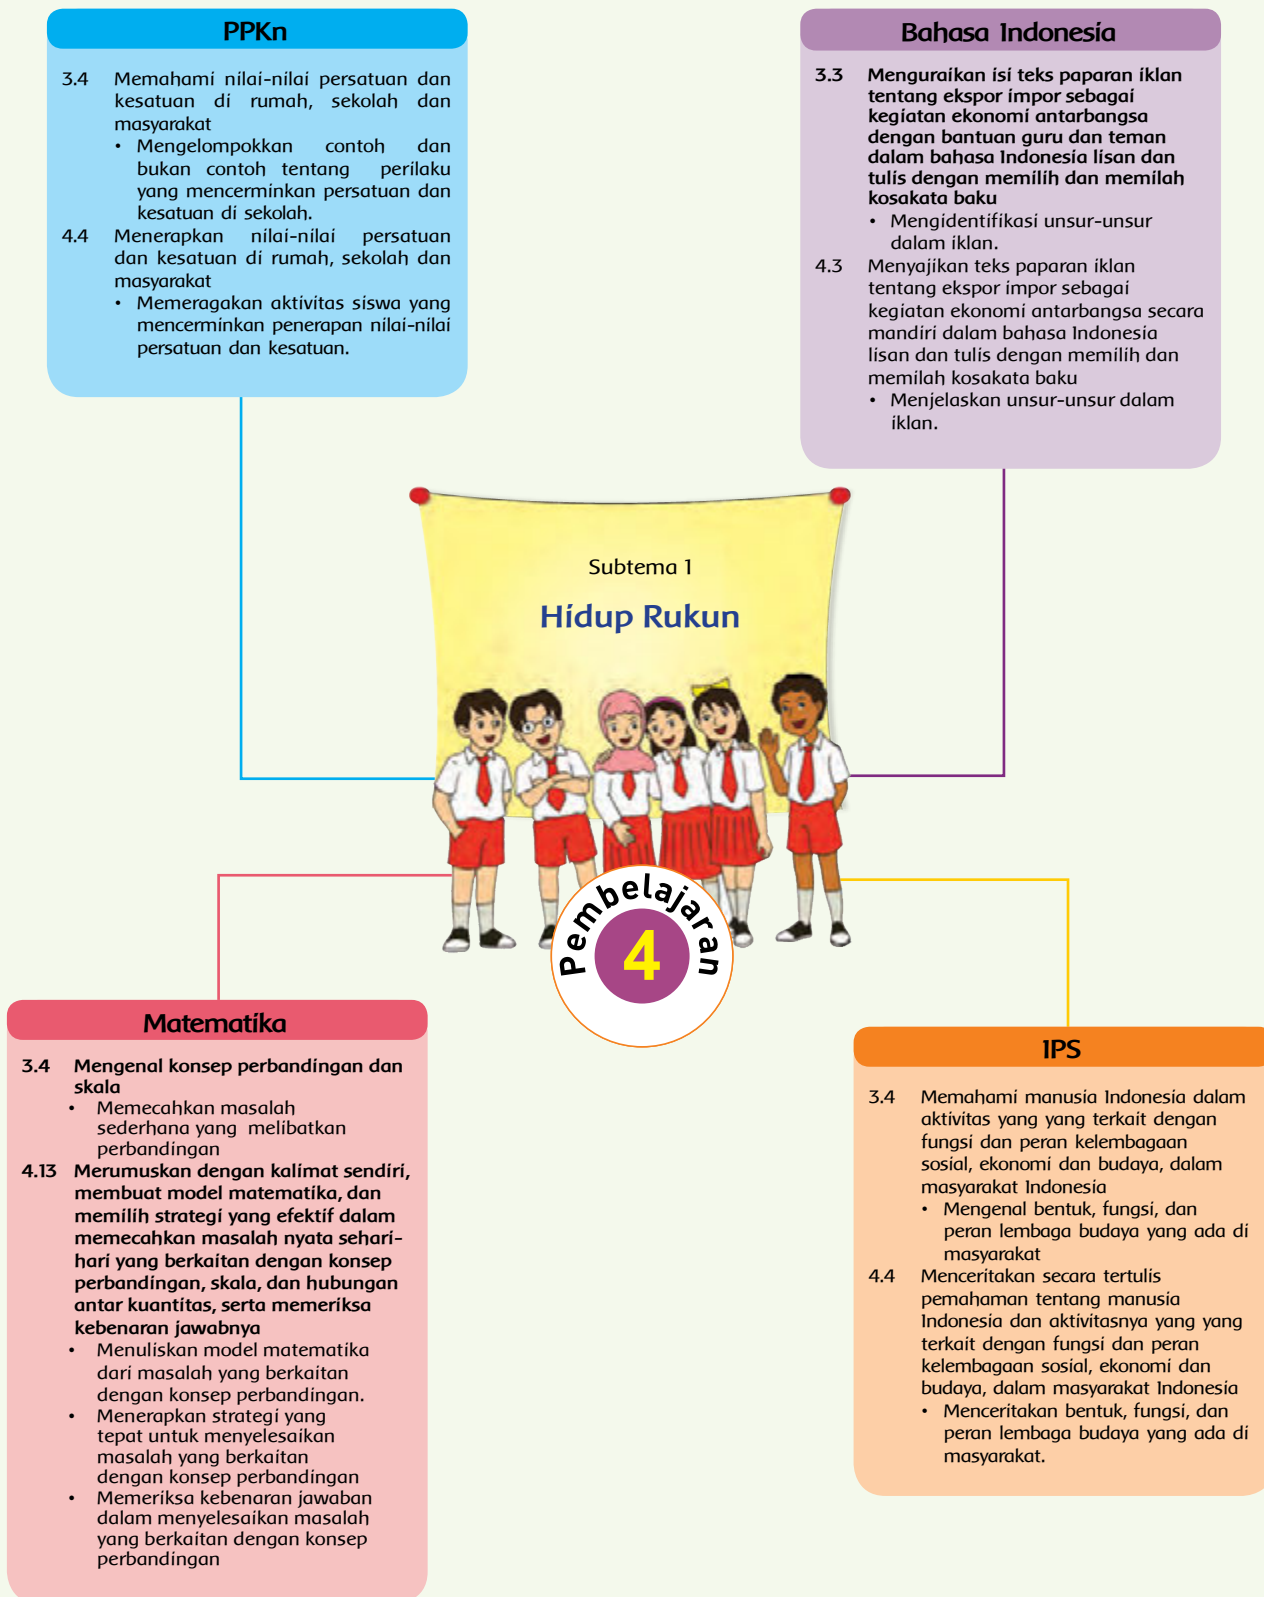 PPKn
3.4 Memahami nilai-nilai persatuan dan
kesatuan di rumah, sekolah dan
masyarakat
• Mengelompokkan contoh dan
bukan contoh tentang perilaku
yang mencerminkan persatuan dan
kesatuan di sekolah.
4.4 Menerapkan nilai-nilai persatuan
dan kesatuan di rumah, sekolah dan
masyarakat
• Memeragakan aktivitas siswa yang
mencerminkan penerapan nilai-nilai
persatuan dan kesatuan.
Bahasa Indonesia
3.3 Menguraikan isi teks paparan iklan
tentang ekspor impor sebagai
kegiatan ekonomi antarbangsa
dengan bantuan guru dan teman
dalam bahasa Indonesia lisan dan
tulis dengan memilih dan memilah
kosakata baku
• Mengidentifikasi unsur-unsur
dalam iklan.
4.3 Menyajikan teks paparan iklan
tentang ekspor impor sebagai
kegiatan ekonomi antarbangsa secara
mandiri dalam bahasa Indonesia
lisan dan tulis dengan memilih dan
memilah kosakata baku
• Menjelaskan unsur-unsur dalam
iklan.
Subtema 1
Hidup Rukun
Pembelajaran
4
Matematika
3.4 Mengenal konsep perbandingan dan
skala
• Memecahkan masalah
sederhana yang melibatkan
perbandingan
4.13 Merumuskan dengan kalimat sendiri,
membuat model matematika, dan
memilih strategi yang efektif dalam
memecahkan masalah nyata sehari-
hari yang berkaitan dengan konsep
perbandingan, skala, dan hubungan
antar kuantitas, serta memeriksa
kebenaran jawabnya
• Menuliskan model matematika
dari masalah yang berkaitan
dengan konsep perbandingan.
• Menerapkan strategi yang
tepat untuk menyelesaikan
masalah yang berkaitan
dengan konsep perbandingan
• Memeriksa kebenaran jawaban
dalam menyelesaikan masalah
yang berkaitan dengan konsep
perbandingan
IPS
3.4 Memahami manusia Indonesia dalam
aktivitas yang yang terkait dengan
fungsi dan peran kelembagaan
sosial, ekonomi dan budaya, dalam
masyarakat Indonesia
• Mengenal bentuk, fungsi, dan
peran lembaga budaya yang ada di
masyarakat
4.4 Menceritakan secara tertulis
pemahaman tentang manusia
Indonesia dan aktivitasnya yang yang
terkait dengan fungsi dan peran
kelembagaan sosial, ekonomi dan
budaya, dalam masyarakat Indonesia
• Menceritakan bentuk, fungsi, dan
peran lembaga budaya yang ada di
masyarakat.